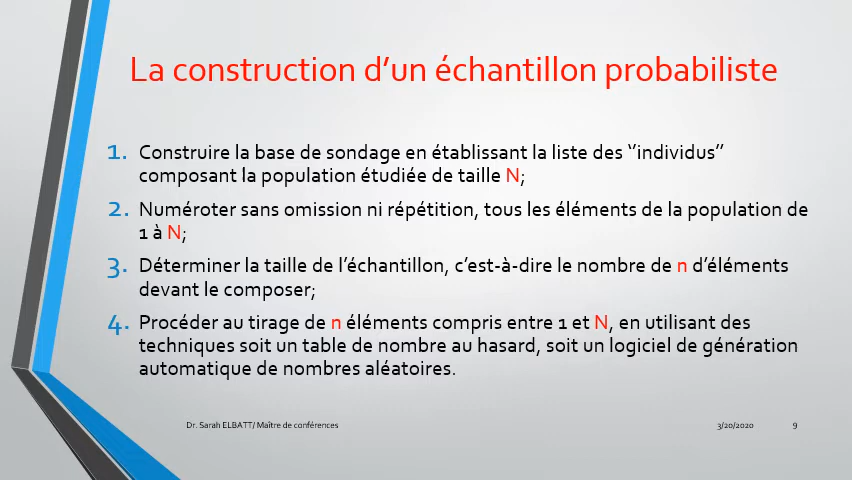 La construction d’un échantillon probabiliste
1. Construire la base de sondage en établissant la liste des ‘’individus’’
composant la population étudiée de taille N;
2. Numéroter sans omission ni répétition, tous les éléments de la population de
1 à N;
3. Déterminer la taille de l’échantillon, c’est-à-dire le nombre de n d’éléments
devant le composer;
4. Procéder au tirage de n éléments compris entre 1 et N, en utilisant des
techniques soit un table de nombre au hasard, soit un logiciel de génération
automatique de nombres aléatoires.
Dr. Sarah ELBATT/ Maître de conférences
3/20/2020
9